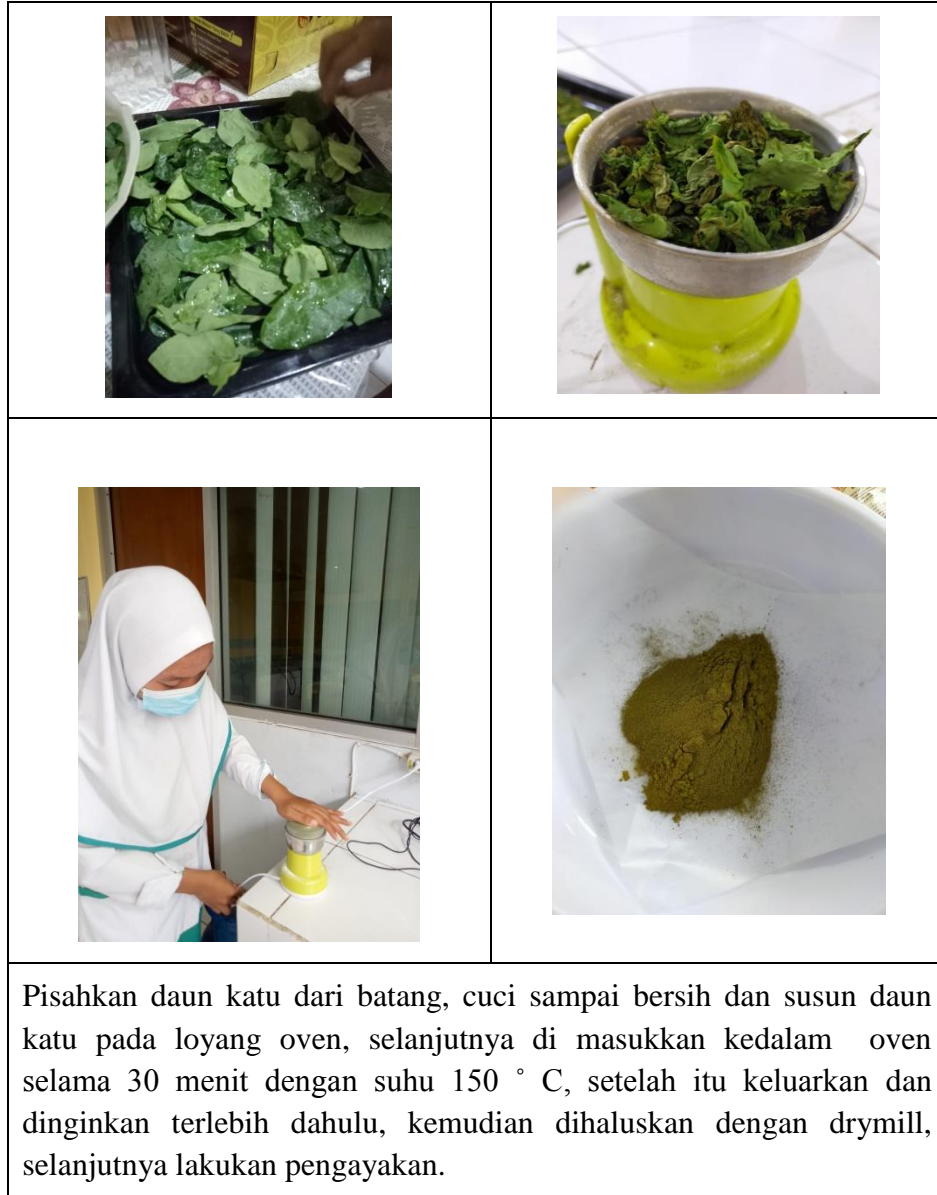 Pisahkan daun katu dari batang, cuci sampai bersih dan susun daun
katu pada loyang oven, selanjutnya di masukkan kedalam oven
selama 30 menit dengan suhu 150 ˚ C, setelah itu keluarkan dan
dinginkan terlebih dahulu, kemudian dihaluskan dengan drymill,
selanjutnya lakukan pengayakan.